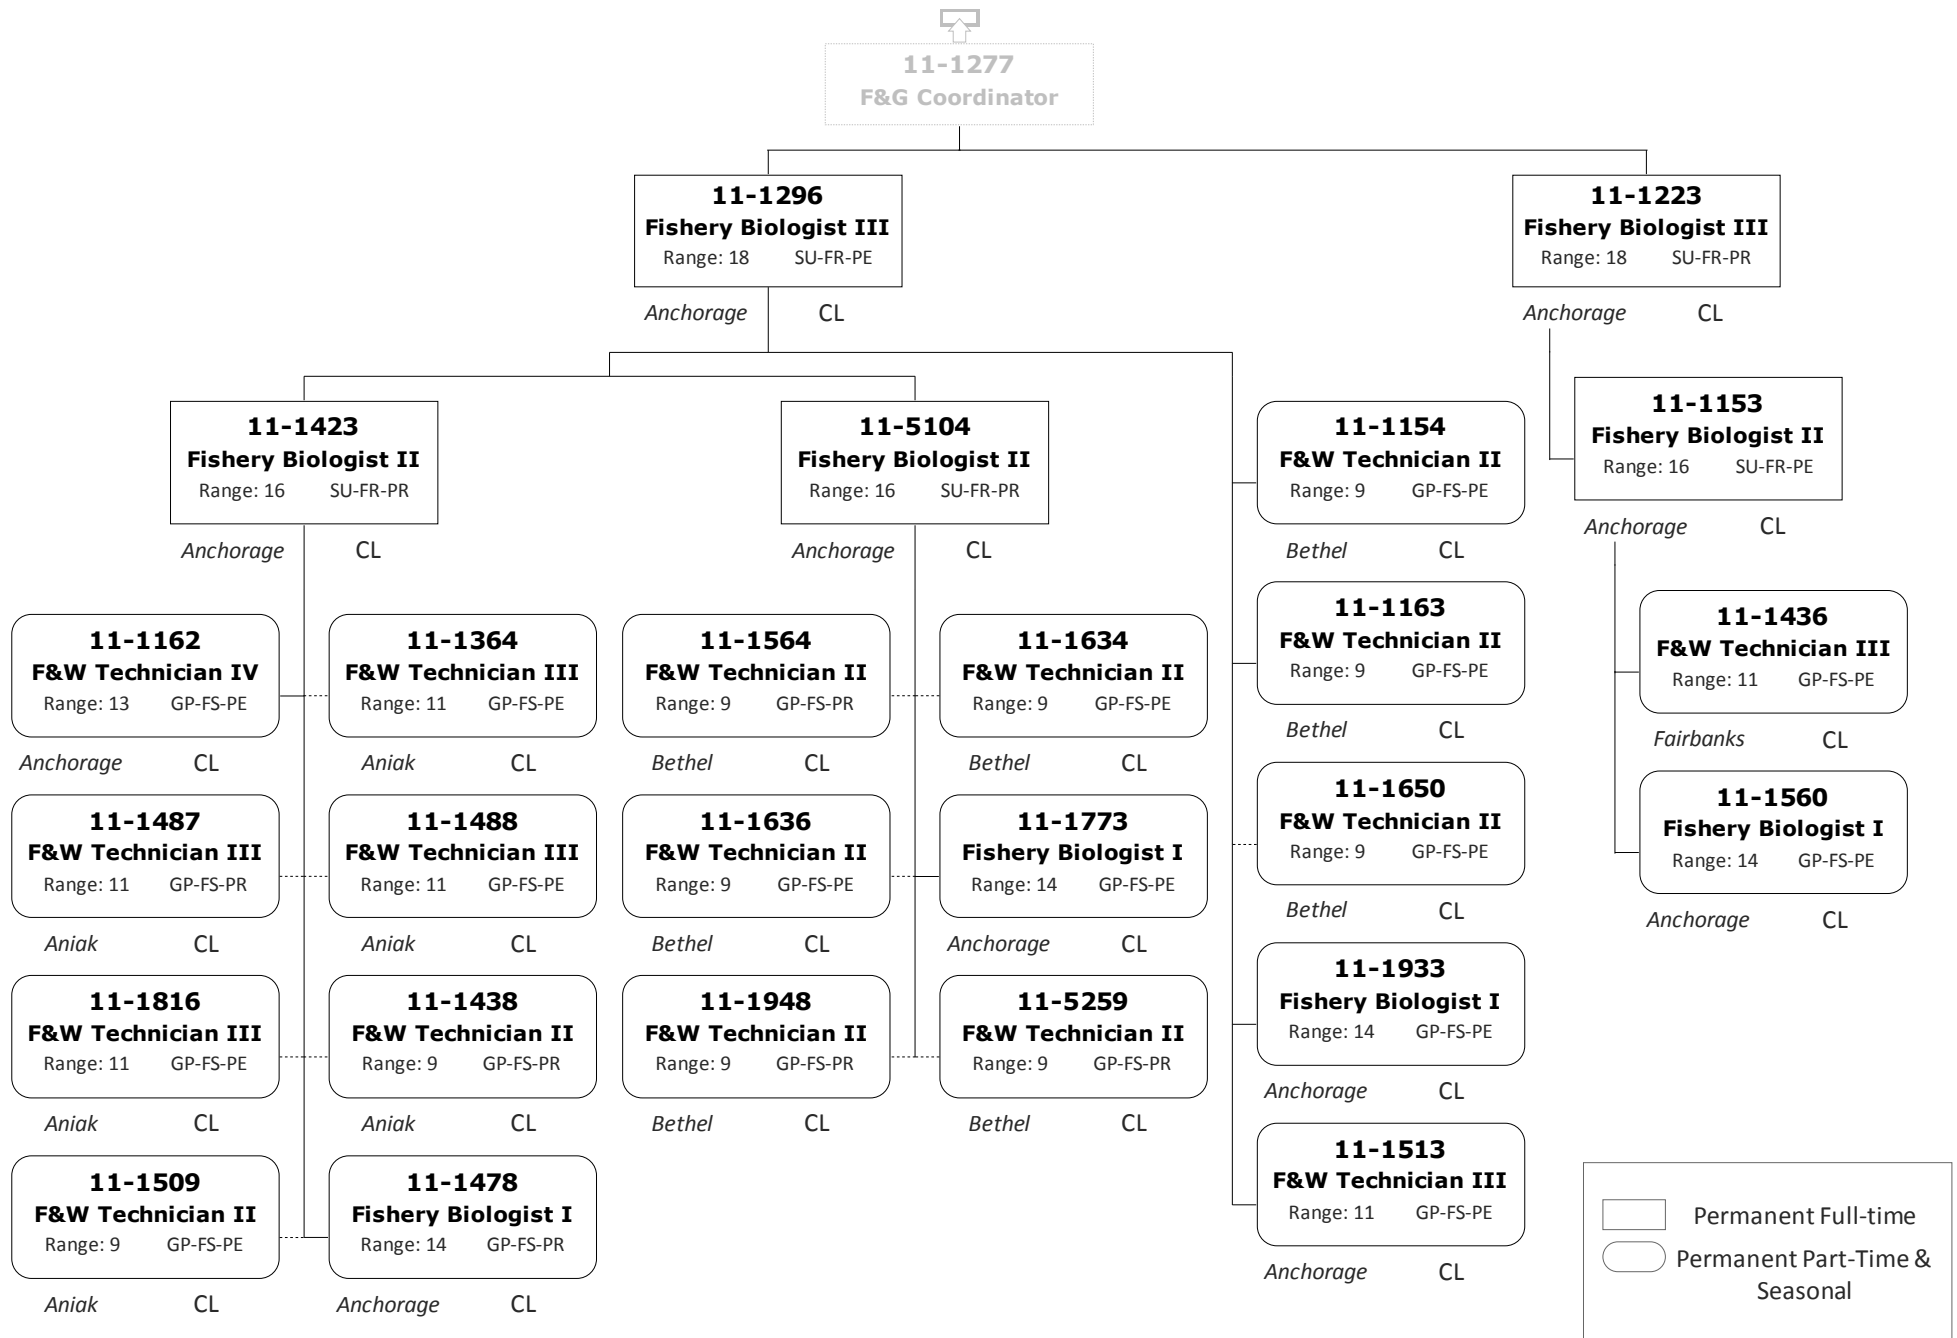 11-1277
F&G Coordinator
11-1296
Fishery Biologist III
Range: 18 SU-FR-PE
Anchorage CL
11-1223
Fishery Biologist III
Range: 18 SU-FR-PR
Anchorage CL
11-1423
Fishery Biologist II
Range: 16 SU-FR-PR
Anchorage CL
11-5104
Fishery Biologist II
Range: 16 SU-FR-PR
Anchorage CL
11-1154
F&W Technician II
Range: 9 GP-FS-PE
Bethel CL
11-1153
Fishery Biologist II
Range: 16 SU-FR-PE
Anchorage CL
11-1162
F&W Technician IV
Range: 13 GP-FS-PE
Anchorage CL
11-1364
F&W Technician III
Range: 11 GP-FS-PE
Aniak CL
11-1564
F&W Technician II
Range: 9 GP-FS-PR
Bethel CL
11-1634
F&W Technician II
Range: 9 GP-FS-PE
Bethel CL
11-1163
F&W Technician II
Range: 9 GP-FS-PE
Bethel CL
11-1436
F&W Technician III
Range: 11 GP-FS-PE
Fairbanks CL
11-1487
F&W Technician III
Range: 11 GP-FS-PR
Aniak CL
11-1488
F&W Technician III
Range: 11 GP-FS-PE
Aniak CL
11-1636
F&W Technician II
Range: 9 GP-FS-PE
Bethel CL
11-1773
Fishery Biologist I
Range: 14 GP-FS-PE
Anchorage CL
11-1650
F&W Technician II
Range: 9 GP-FS-PE
Bethel CL
11-1560
Fishery Biologist I
Range: 14 GP-FS-PE
Anchorage CL
11-1816
F&W Technician III
Range: 11 GP-FS-PE
Aniak CL
11-1438
F&W Technician II
Range: 9 GP-FS-PR
Aniak CL
11-1948
F&W Technician II
Range: 9 GP-FS-PR
Bethel CL
11-5259
F&W Technician II
Range: 9 GP-FS-PR
Bethel CL
11-1933
Fishery Biologist I
Range: 14 GP-FS-PE
Anchorage CL
11-1509
F&W Technician II
Range: 9 GP-FS-PE
Aniak CL
11-1478
Fishery Biologist I
Range: 14 GP-FS-PR
Anchorage CL
11-1513
F&W Technician III
Range: 11 GP-FS-PE
Anchorage CL
Permanent Full-time
Permanent Part-Time &
Seasonal